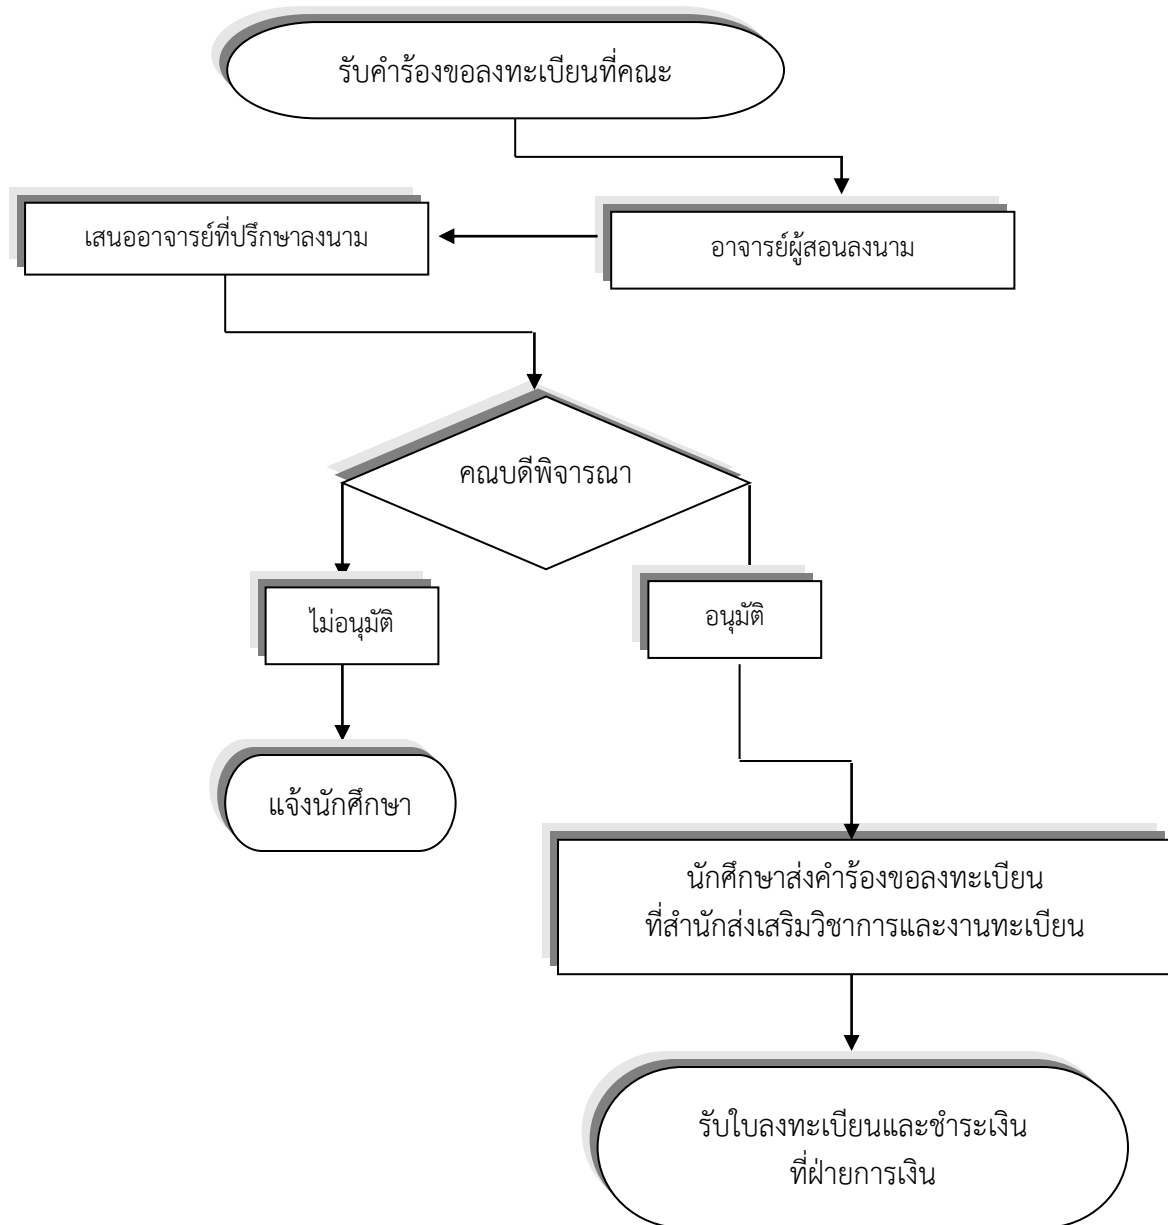 รับคำร้องขอลงทะเบียนที่คณะ
เสนออาจารย์ที่ปรึกษาลงนาม
อาจารย์ผู้สอนลงนาม
คณบดีพิจารณา
ไม่อนุมัติ
อนุมัติ
แจ้งนักศึกษา
นักศึกษาส่งคำร้องขอลงทะเบียน
ที่สำนักส่งเสริมวิชาการและงานทะเบียน
รับใบลงทะเบียนและชำระเงิน
ที่ฝ่ายการเงิน